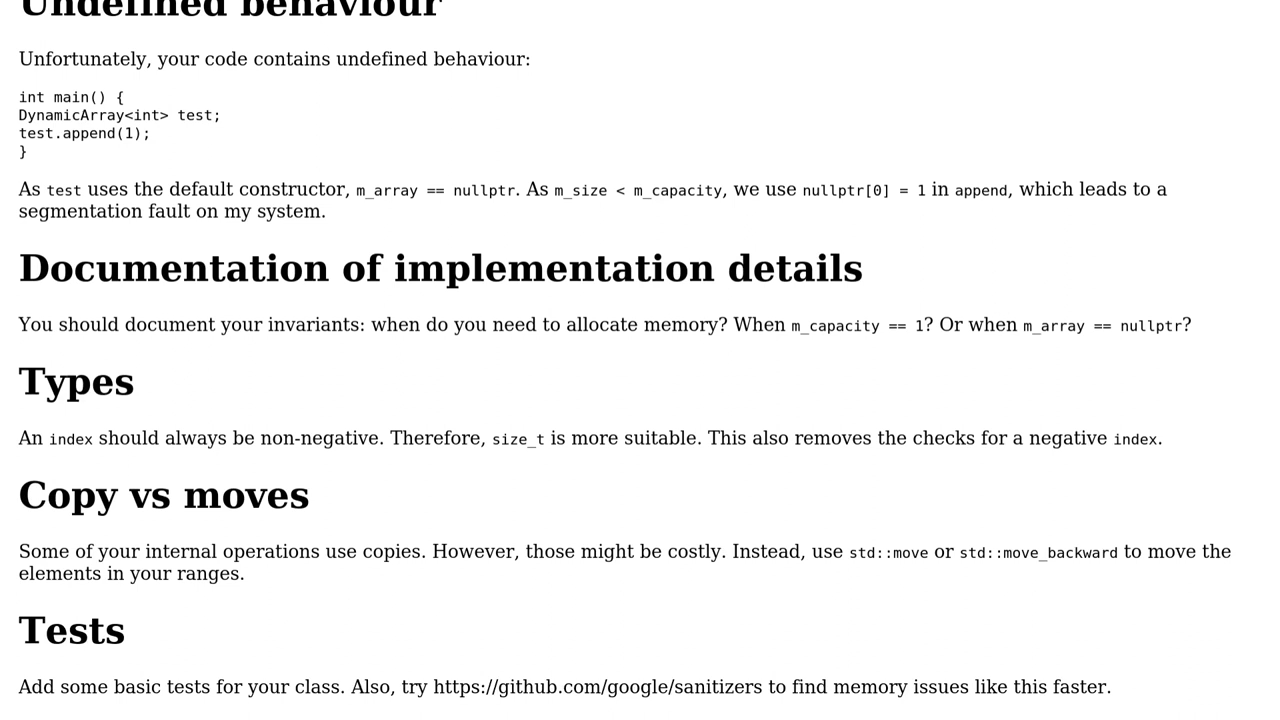 Undefined behaviour
Unfortunately, your code contains undefined behaviour:
int main() {
DynamicArray<int> test;
test.append(1);
}
As test uses the default constructor, m_array == nullptr. As m_size < m_capacity, we use nullptr[0] = 1 in append, which leads to a
segmentation fault on my system.
Documentation of implementation details
You should document your invariants: when do you need to allocate memory? When m_capacity == 1? Or when m_array == nullptr?
Types
An index should always be non-negative. Therefore, size_t is more suitable. This also removes the checks for a negative index.
Copy vs moves
Some of your internal operations use copies. However, those might be costly. Instead, use std::move or std::move_backward to move the
elements in your ranges.
Tests
Add some basic tests for your class. Also, try https://github.com/google/sanitizers to find memory issues like this faster.